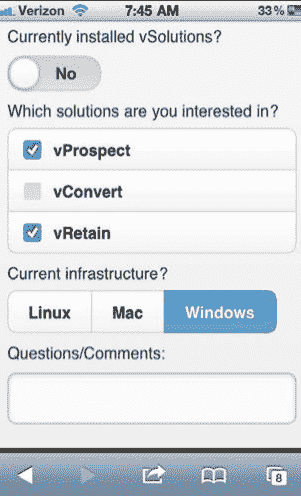 Verizon 7:45 AM 33%
Currently installed vSolutions?
No
Which solutions are you interested in?
vProspect
vConvert
vRetain
Current infrastructure?
Linux Mac Windows
Questions/Comments:
8